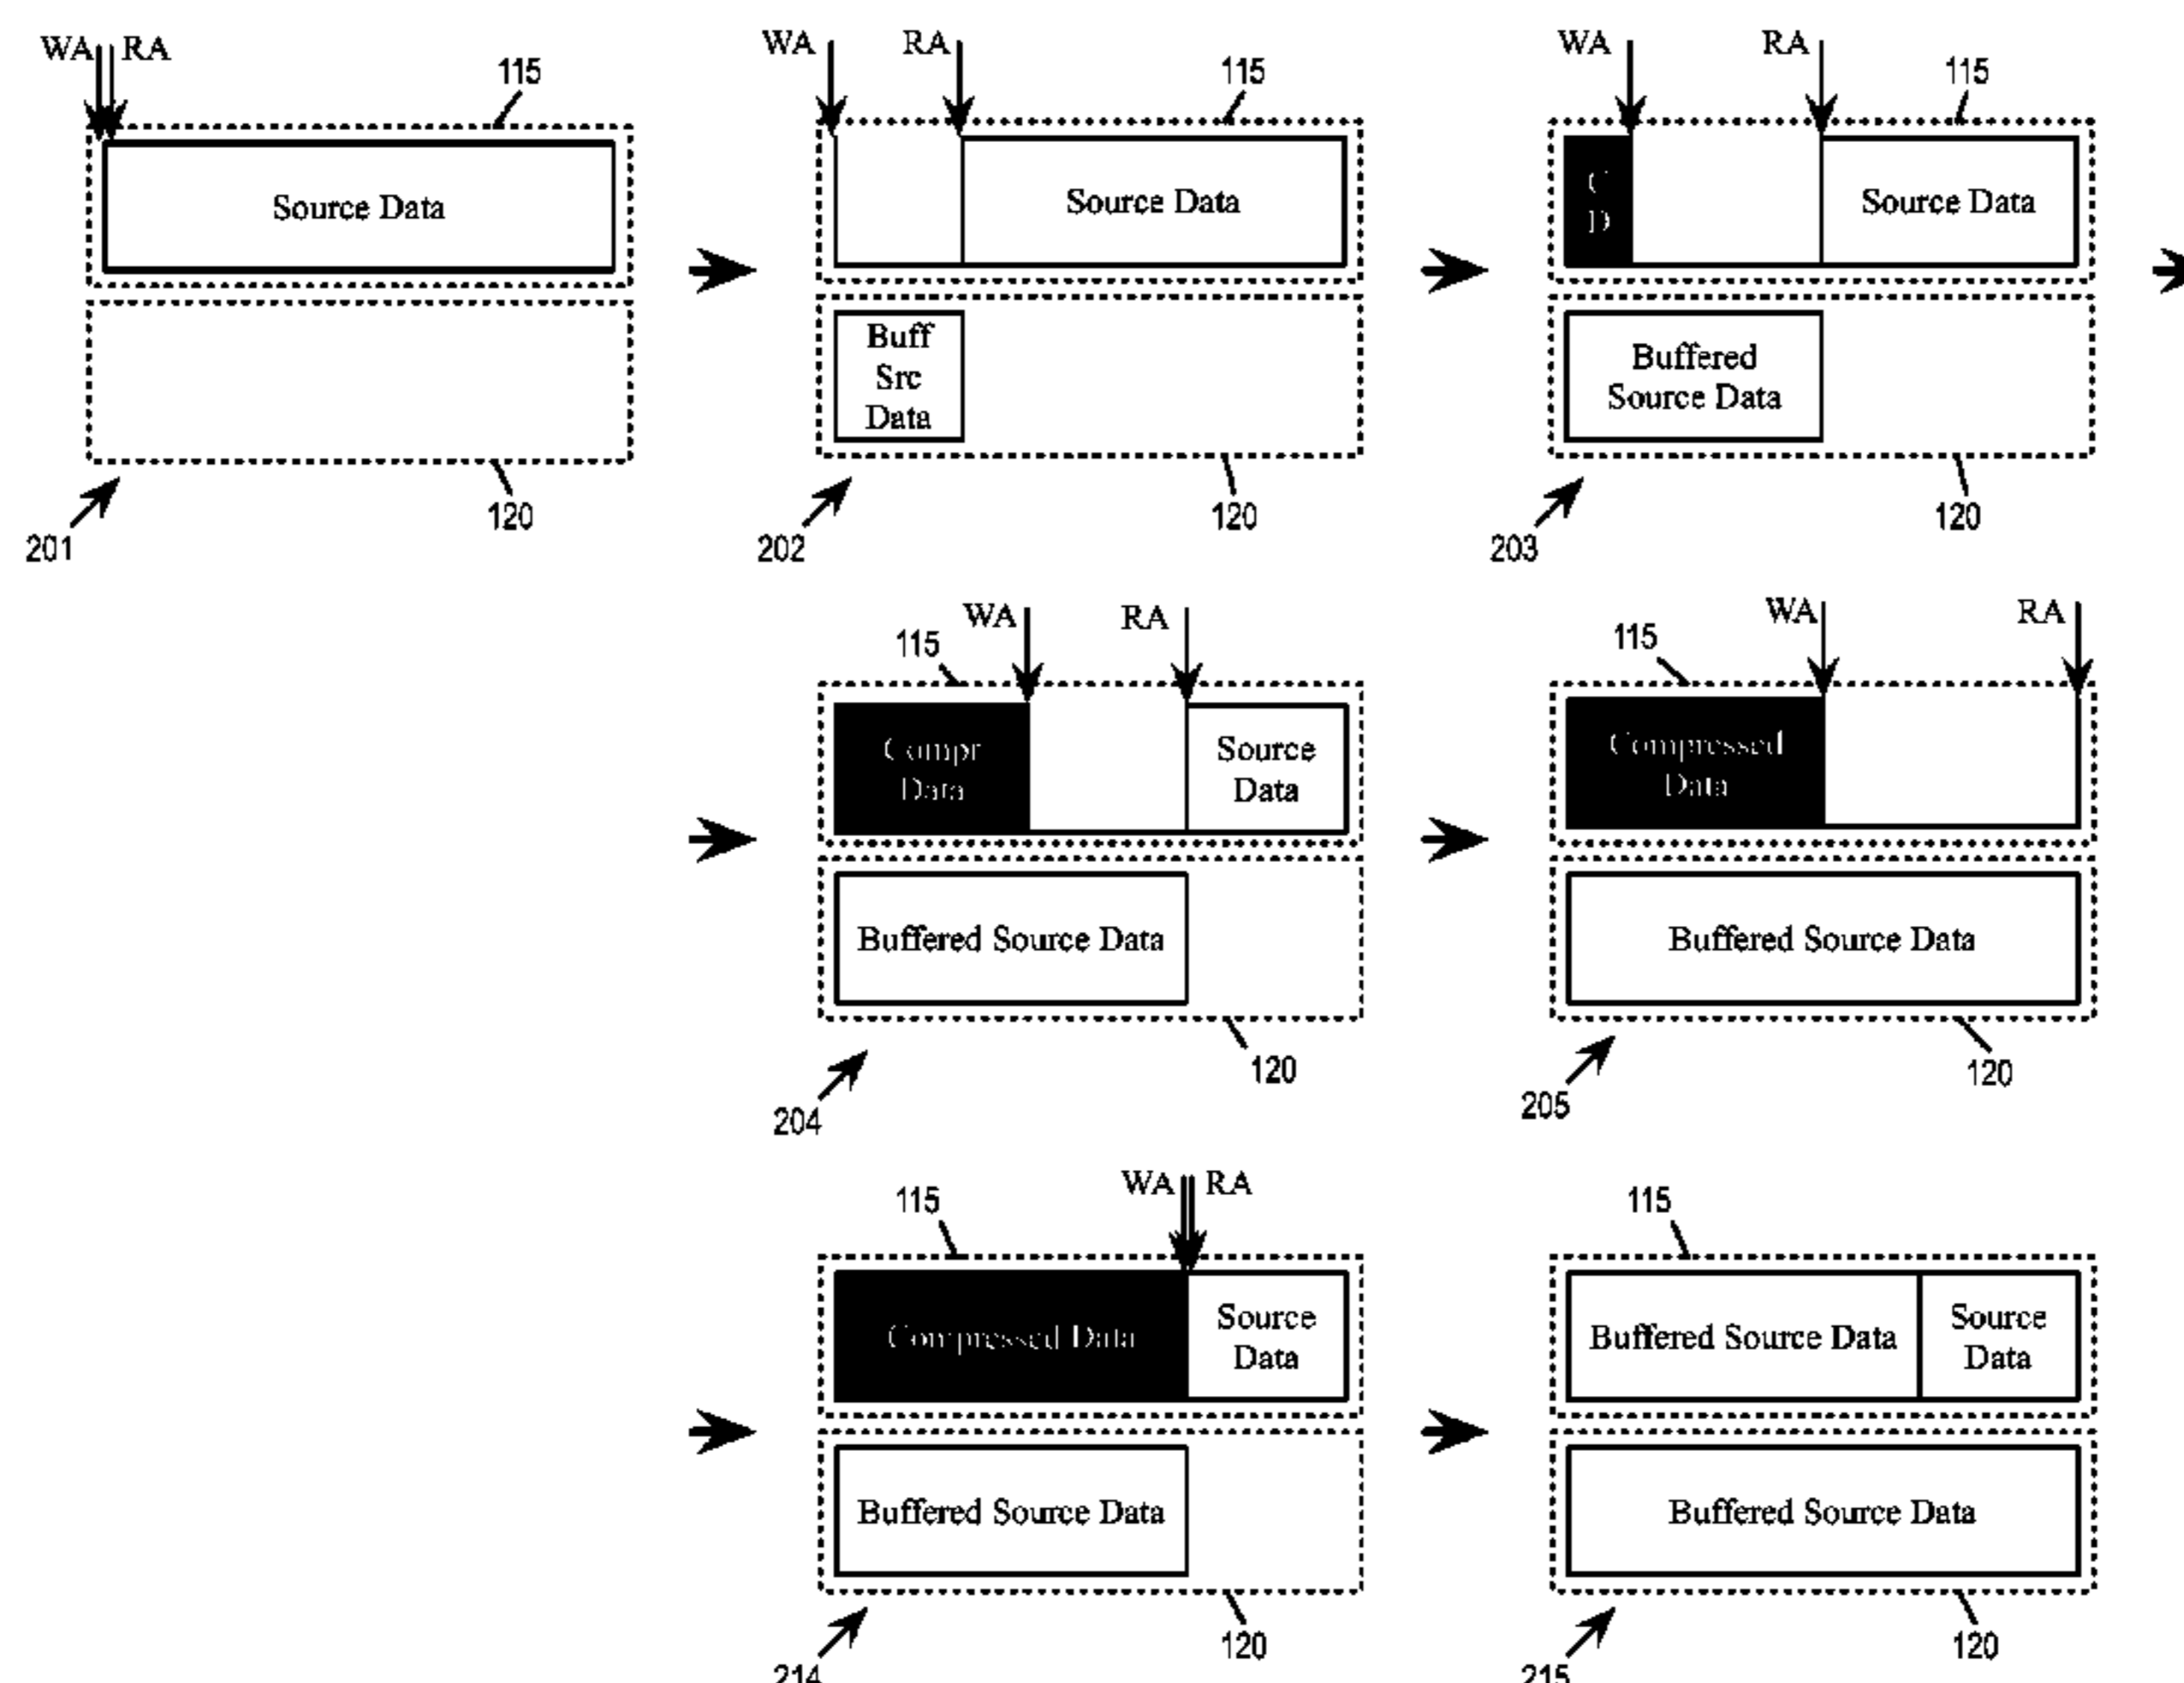 WA RA
115
Source Data
120
201
WA RA
115
Source Data
Buff
Src
Data
120
202
WA RA
115
C
D
Source Data
Buffered
Source Data
120
203
WA RA
115
Compr
Data
Source
Data
Buffered Source Data
120
204
WA RA
115
Compressed
Data
Buffered Source Data
120
205
WA RA
115
Compressed Data
Source
Data
Buffered Source Data
120
214
115
Buffered Source Data
Source
Data
Buffered Source Data
120
215